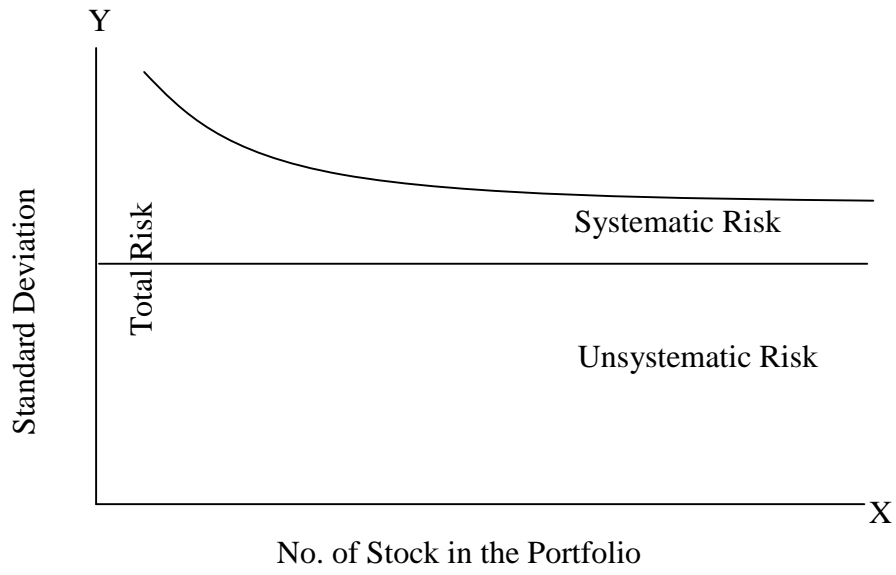 Y
Standard Deviation
Total Risk
Systematic Risk
Unsystematic Risk
X
No. of Stock in the Portfolio